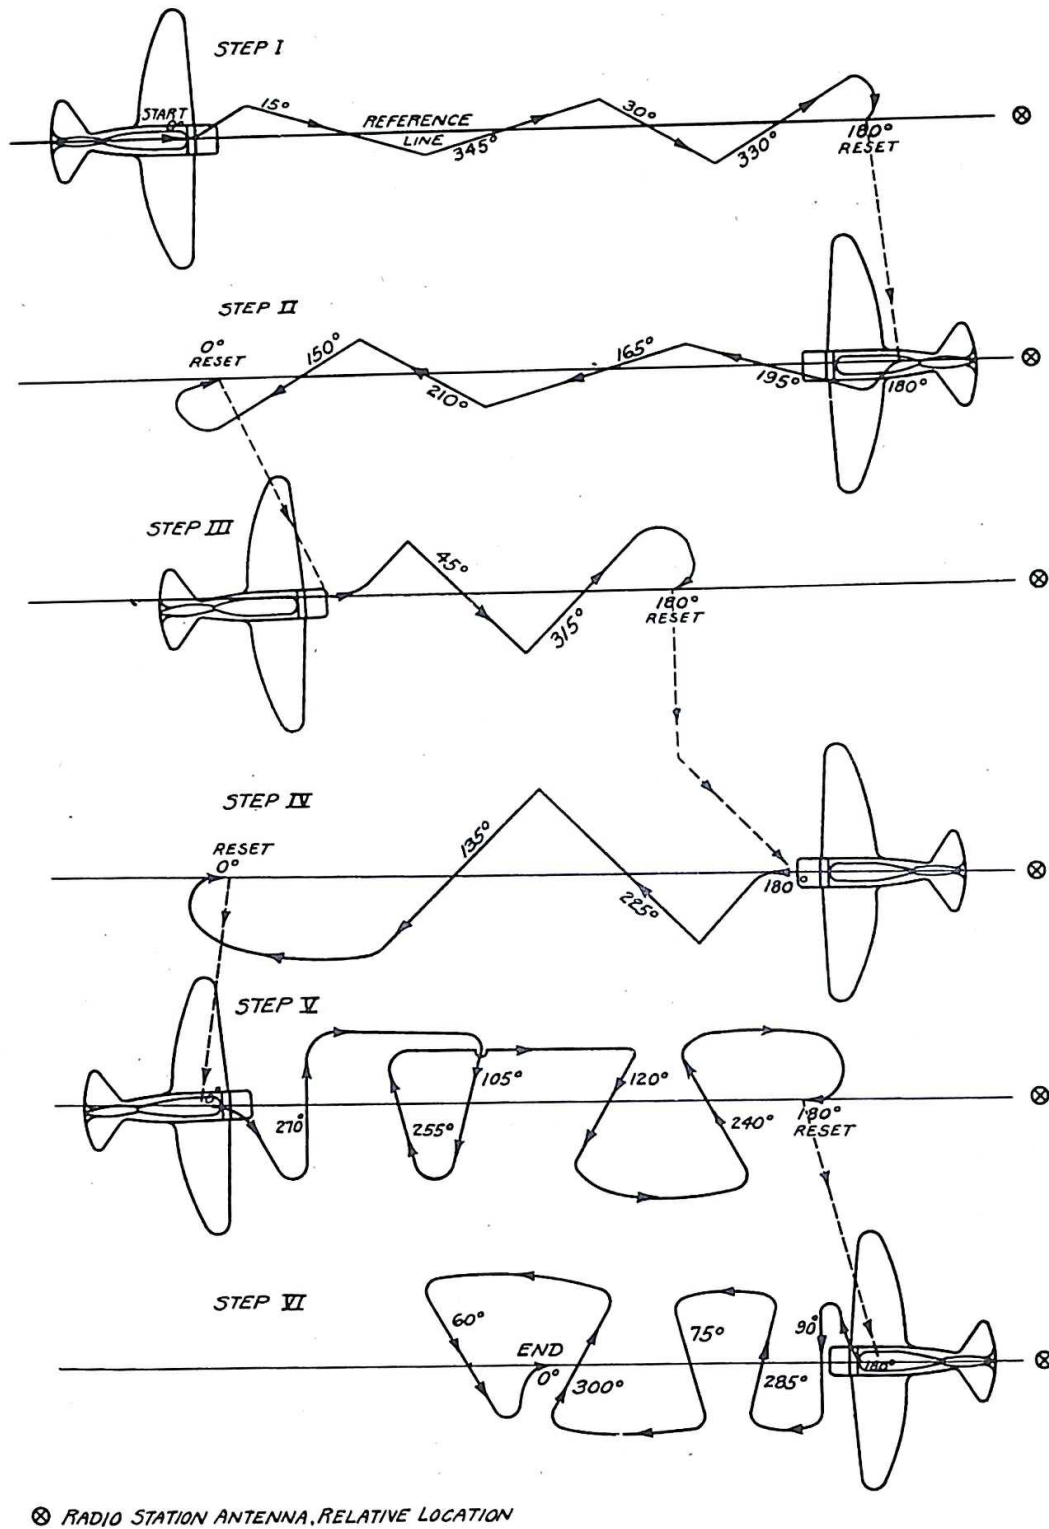 STEP I
START
0°
15°
REFERENCE
LINE
345°
30°
330°
180°
RESET
STEP II
0°
RESET
150°
210°
165°
195°
180°
STEP III
45°
315°
180°
RESET
STEP IV
RESET
0°
135°
225°
180°
STEP V
270°
255°
105°
120°
240°
180°
RESET
STEP VI
60°
END
0°
300°
75°
285°
90°
180°
⊗ RADIO STATION ANTENNA, RELATIVE LOCATION